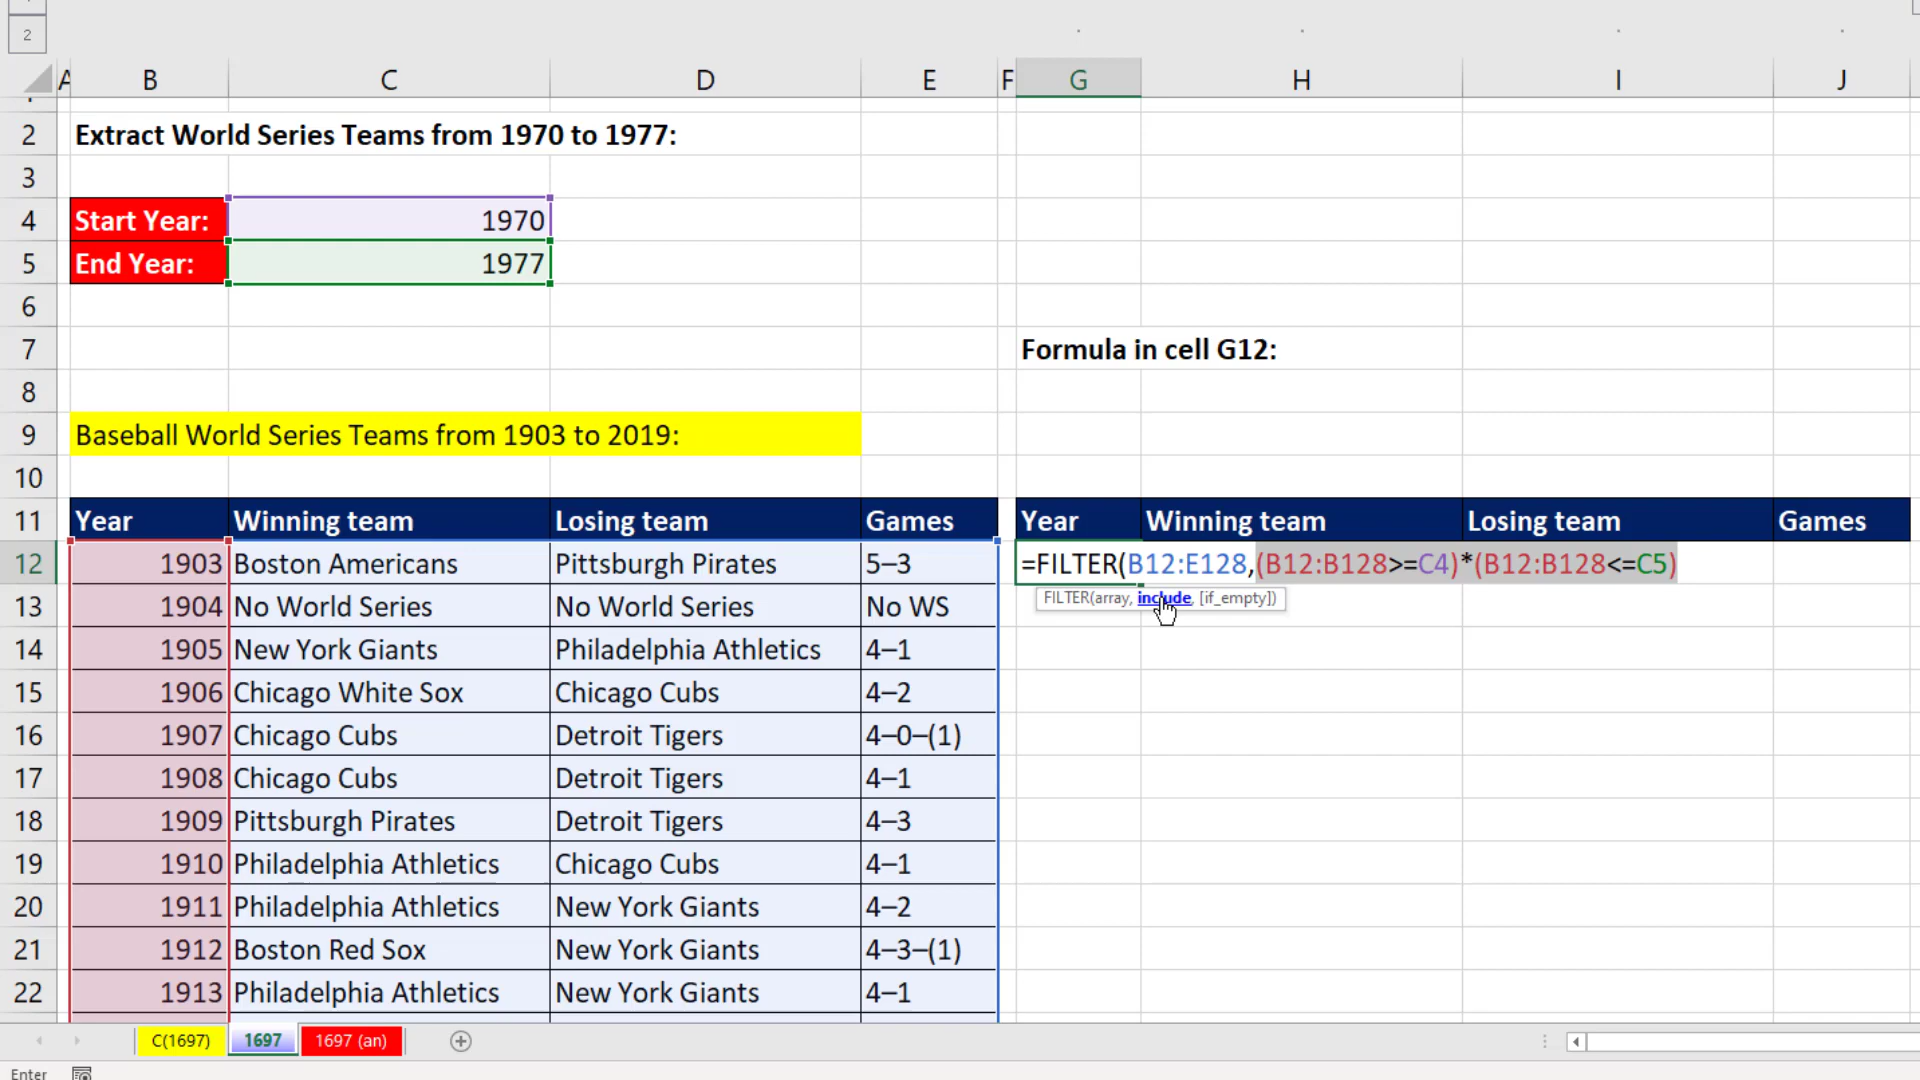 2
A B C D E F G H I J
2 Extract World Series Teams from 1970 to 1977:
3
4 Start Year: 1970
5 End Year: 1977
6
7 Formula in cell G12:
8
9 Baseball World Series Teams from 1903 to 2019:
10
11 Year Winning team Losing team Games Year Winning team Losing team Games
12 1903 Boston Americans Pittsburgh Pirates 5–3 =FILTER(B12:E128,(B12:B128>=C4)*(B12:B128<=C5)
FILTER(array, include, [if_empty])
13 1904 No World Series No World Series No WS
14 1905 New York Giants Philadelphia Athletics 4–1
15 1906 Chicago White Sox Chicago Cubs 4–2
16 1907 Chicago Cubs Detroit Tigers 4–0–(1)
17 1908 Chicago Cubs Detroit Tigers 4–1
18 1909 Pittsburgh Pirates Detroit Tigers 4–3
19 1910 Philadelphia Athletics Chicago Cubs 4–1
20 1911 Philadelphia Athletics New York Giants 4–2
21 1912 Boston Red Sox New York Giants 4–3–(1)
22 1913 Philadelphia Athletics New York Giants 4–1
C(1697) 1697 1697 (an)
Enter